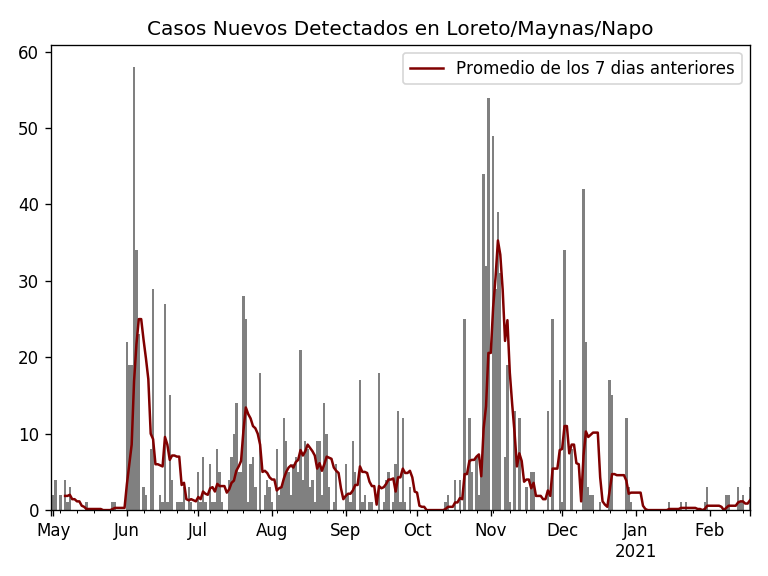 Casos Nuevos Detectados en Loreto/Maynas/Napo
Promedio de los 7 dias anteriores
60
50
40
30
20
10
0
May Jun Jul Aug Sep Oct Nov Dec Jan Feb
2021